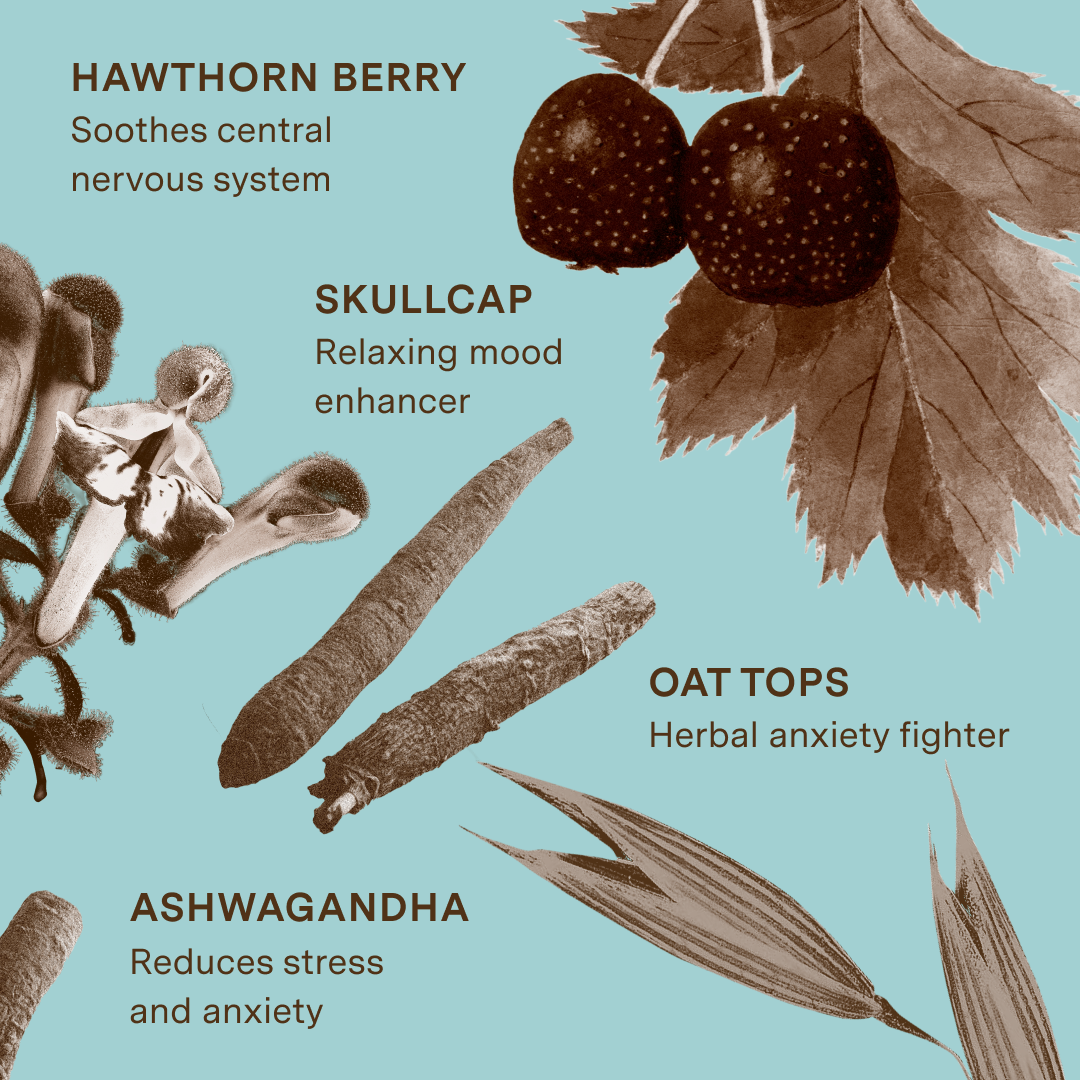 HAWTHORN BERRY
Soothes central
nervous system
SKULLCAP
Relaxing mood
enhancer
OAT TOPS
Herbal anxiety fighter
ASHWAGANDHA
Reduces stress
and anxiety